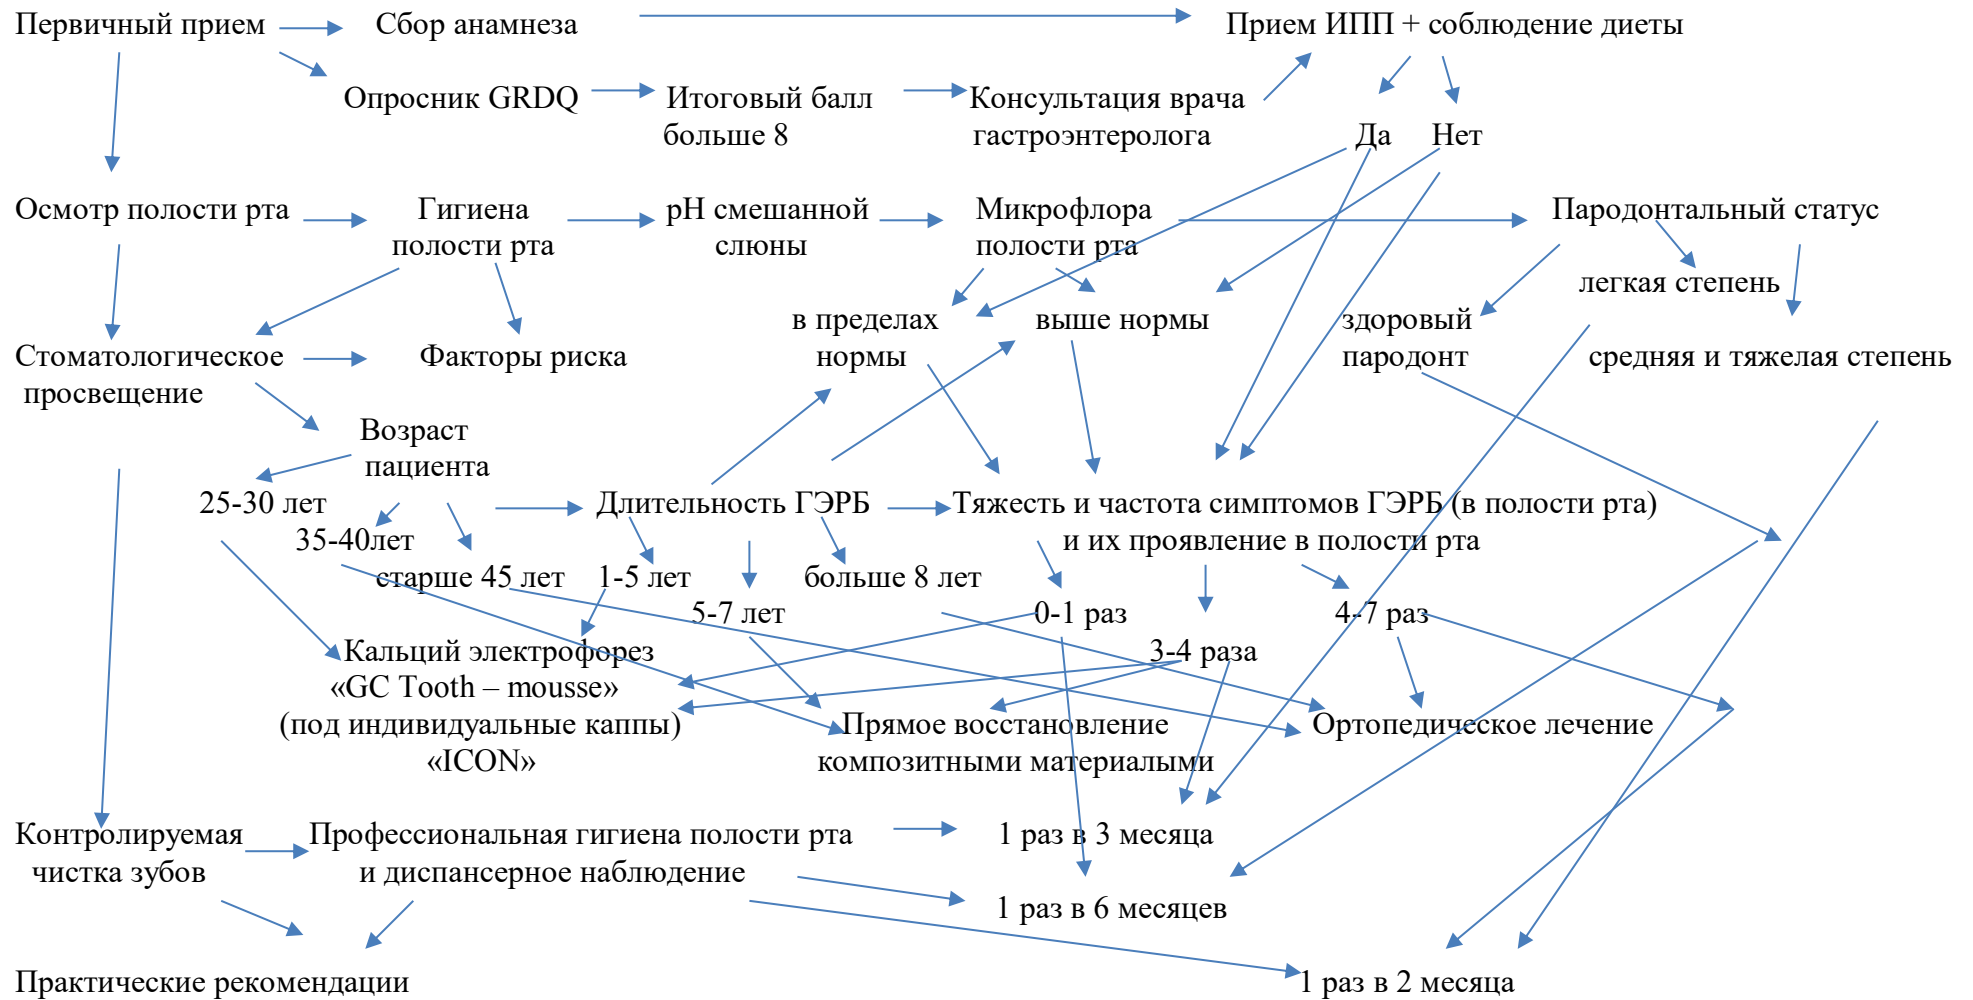 Первичный прием
Сбор анамнеза
Прием ИПП + соблюдение диеты
Опросник GRDQ
Итоговый балл
больше 8
Консультация врача
гастроэнтеролога
Да
Нет
Осмотр полости рта
Гигиена
полости рта
pH смешанной
слюны
Микрофлора
полости рта
Пародонтальный статус
легкая степень
в пределах
нормы
выше нормы
здоровый
пародонт
средняя и тяжелая степень
Стоматологическое
просвещение
Факторы риска
Возраст
пациента
25-30 лет
35-40лет
старше 45 лет
Длительность ГЭРБ
1-5 лет
5-7 лет
больше 8 лет
Тяжесть и частота симптомов ГЭРБ (в полости рта)
и их проявление в полости рта
0-1 раз
3-4 раза
4-7 раз
Кальций электрофорез
«GC Tooth – mousse»
(под индивидуальные каппы)
«ICON»
Прямое восстановление
композитными материалыми
Ортопедическое лечение
Контролируемая
чистка зубов
Профессиональная гигиена полости рта
и диспансерное наблюдение
1 раз в 3 месяца
1 раз в 6 месяцев
Практические рекомендации
1 раз в 2 месяца